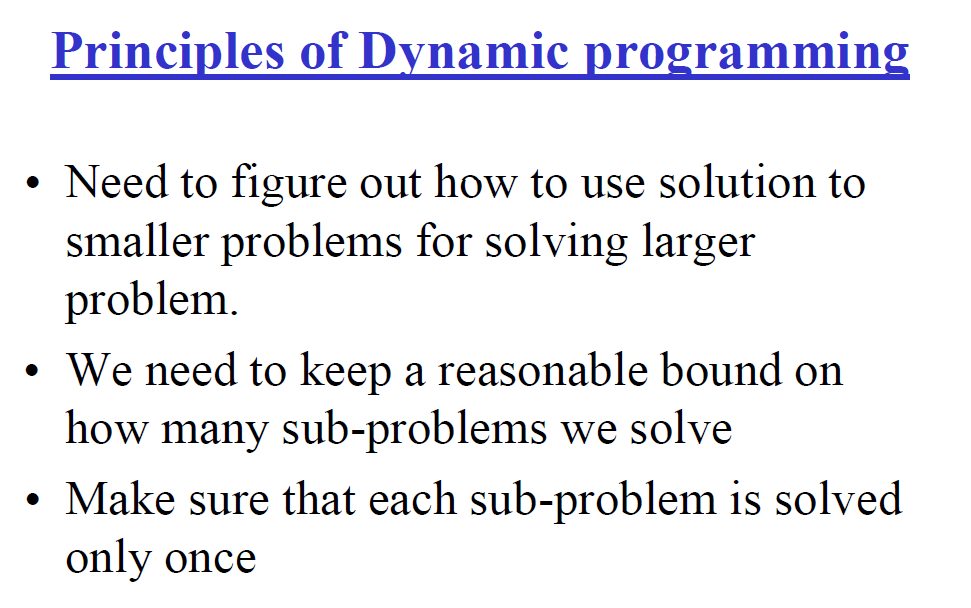 Principles of Dynamic programming
• Need to figure out how to use solution to
smaller problems for solving larger
problem.
• We need to keep a reasonable bound on
how many sub-problems we solve
• Make sure that each sub-problem is solved
only once